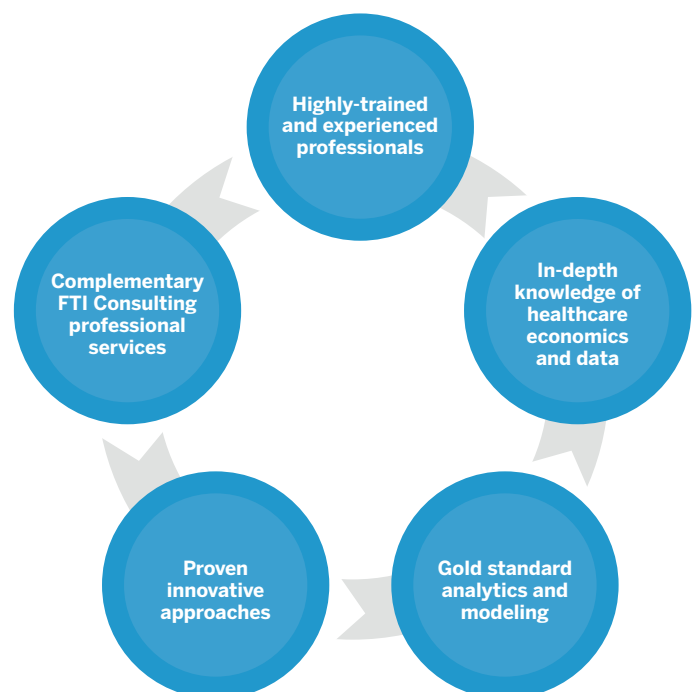 Highly-trained
and experienced
professionals
In-depth
knowledge of
healthcare
economics
and data
Gold standard
analytics and
modeling
Proven
innovative
approaches
Complementary
FTI Consulting
professional
services